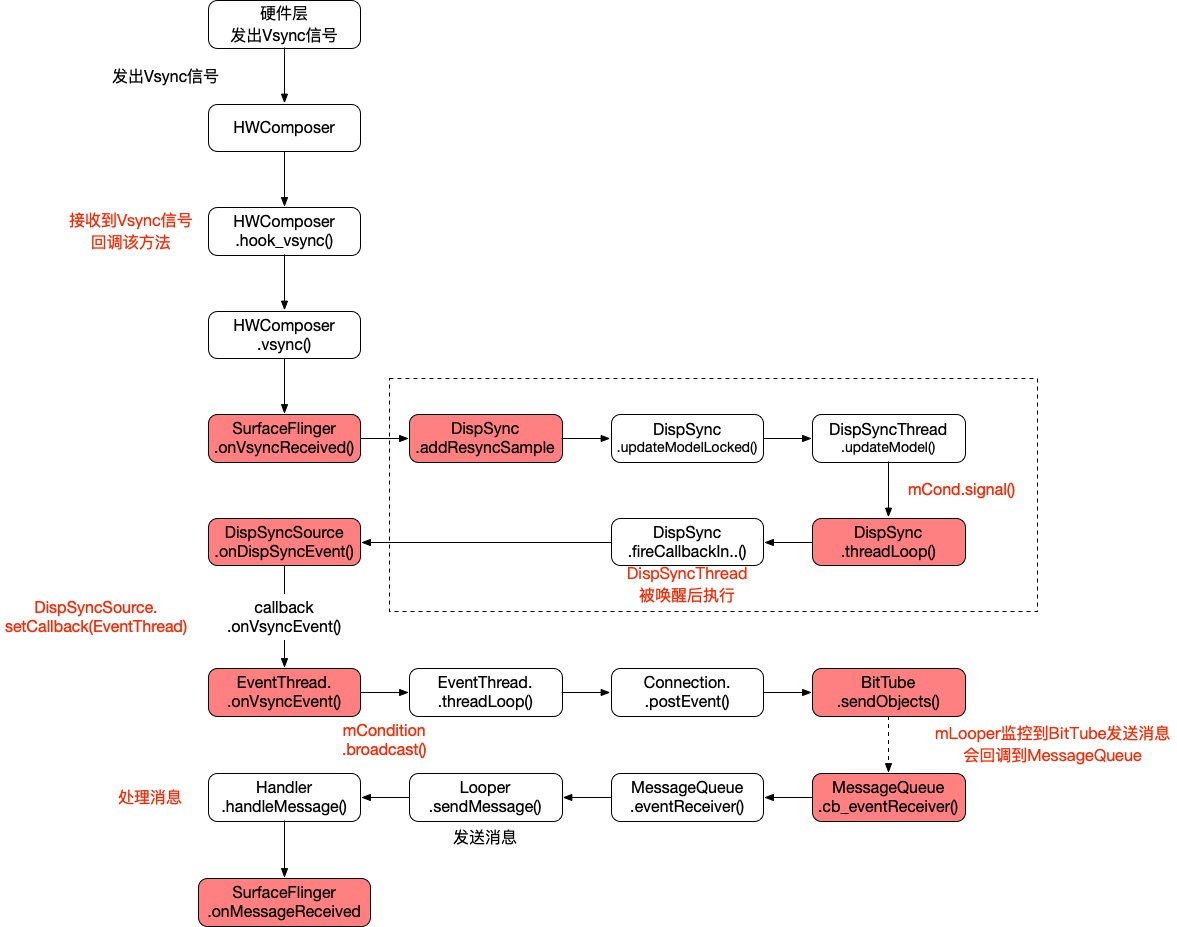 硬件层
发出Vsync信号
发出Vsync信号
HWComposer
接收到Vsync信号
回调该方法
HWComposer
.hook_vsync()
HWComposer
.vsync()
SurfaceFlinger
.onVsyncReceived()
DispSync
.addResyncSample
DispSync
.updateModelLocked()
DispSyncThread
.updateModel()
mCond.signal()
DispSync
.threadLoop()
DispSync
.fireCallbackIn..()
DispSyncThread
被唤醒后执行
DispSyncSource
.onDispSyncEvent()
DispSyncSource.
setCallback(EventThread)
callback
.onVsyncEvent()
EventThread.
.onVsyncEvent()
mCondition
.broadcast()
EventThread.
.threadLoop()
Connection.
.postEvent()
BitTube
.sendObjects()
mLooper监控到BitTube发送消息
会回调到MessageQueue
MessageQueue
.cb_eventReceiver()
MessageQueue
.eventReceiver()
Looper
.sendMessage()
发送消息
Handler
.handleMessage()
处理消息
SurfaceFlinger
.onMessageReceived